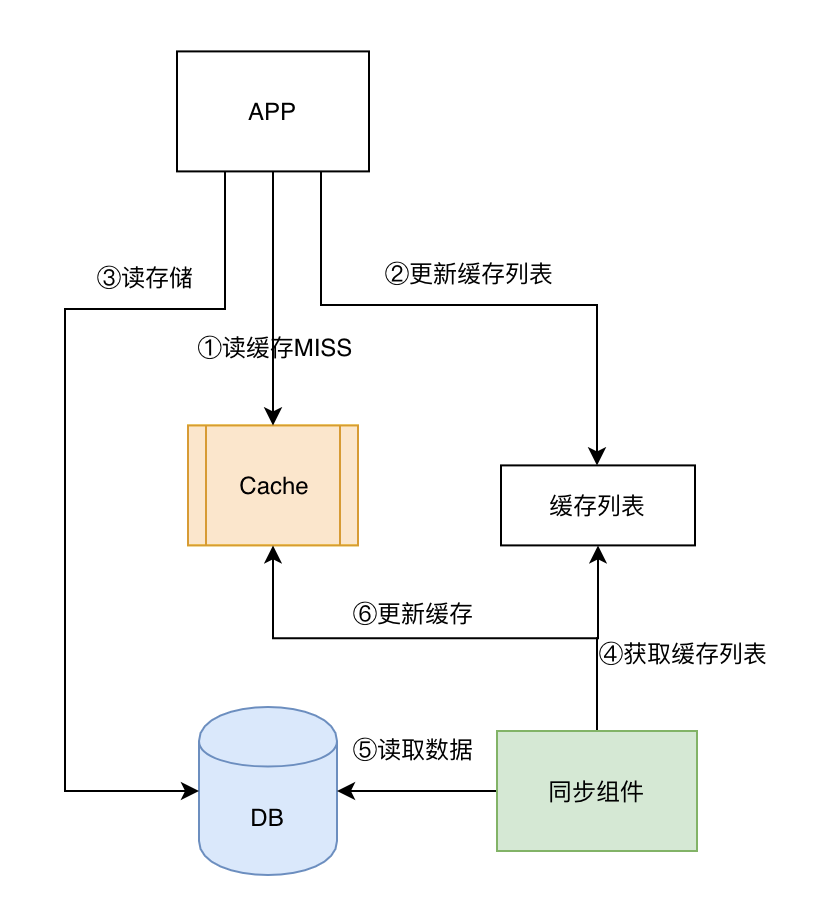 APP
③读存储
②更新缓存列表
①读缓存MISS
Cache
缓存列表
⑥更新缓存
④获取缓存列表
⑤读取数据
DB
同步组件